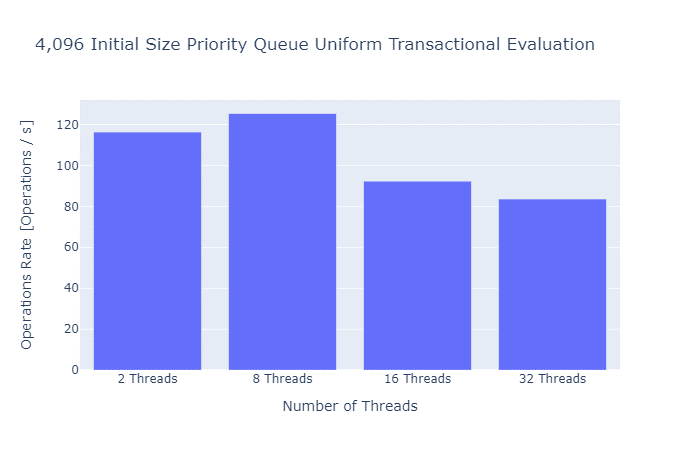 4,096 Initial Size Priority Queue Uniform Transactional Evaluation
Operations Rate [Operations / s]
120
100
80
60
40
20
0
2 Threads
8 Threads
16 Threads
32 Threads
Number of Threads